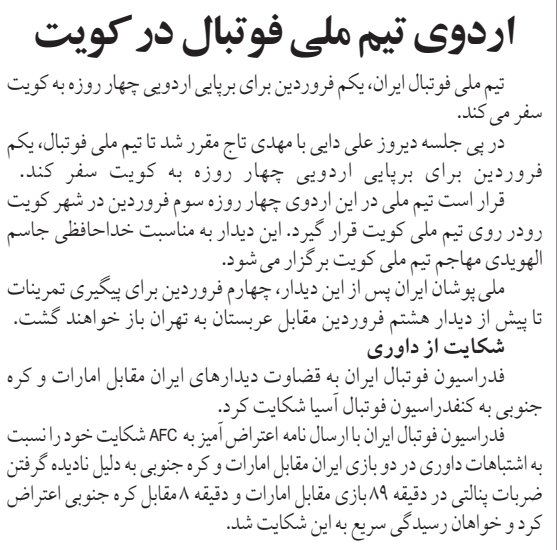 اردوی تیم ملی فوتبال در کویت
تیم ملی فوتبال ایران، یکم فروردین برای برپایی اردویی چهار روزه به کویت
سفر می‌کند.
در پی جلسه دیروز علی دایی با مهدی تاج مقرر شد تا تیم ملی فوتبال، یکم
فروردین برای برپایی اردویی چهار روزه به کویت سفر کند.
قرار است تیم ملی در این اردوی چهار روزه سوم فروردین در شهر کویت
رودر روی تیم ملی کویت قرار گیرد. این دیدار به مناسبت خداحافظی جاسم
الهویدی مهاجم تیم ملی کویت برگزار می‌شود.
ملی‌پوشان ایران پس از این دیدار، چهارم فروردین برای پیگیری تمرینات
تا پیش از دیدار هشتم فروردین مقابل عربستان به تهران باز خواهند گشت.
شکایت از داوری
فدراسیون فوتبال ایران به قضاوت دیدارهای ایران مقابل امارات و کره
جنوبی به کنفدراسیون فوتبال آسیا شکایت کرد.
فدراسیون فوتبال ایران با ارسال نامه اعتراض آمیز به AFC شکایت خود را نسبت
به اشتباهات داوری در دو بازی ایران مقابل امارات و کره جنوبی به دلیل نادیده گرفتن
ضربات پنالتی در دقیقه ۸۹ بازی مقابل امارات و دقیقه ۸ مقابل کره جنوبی اعتراض
کرد و خواهان رسیدگی سریع به این شکایت شد.